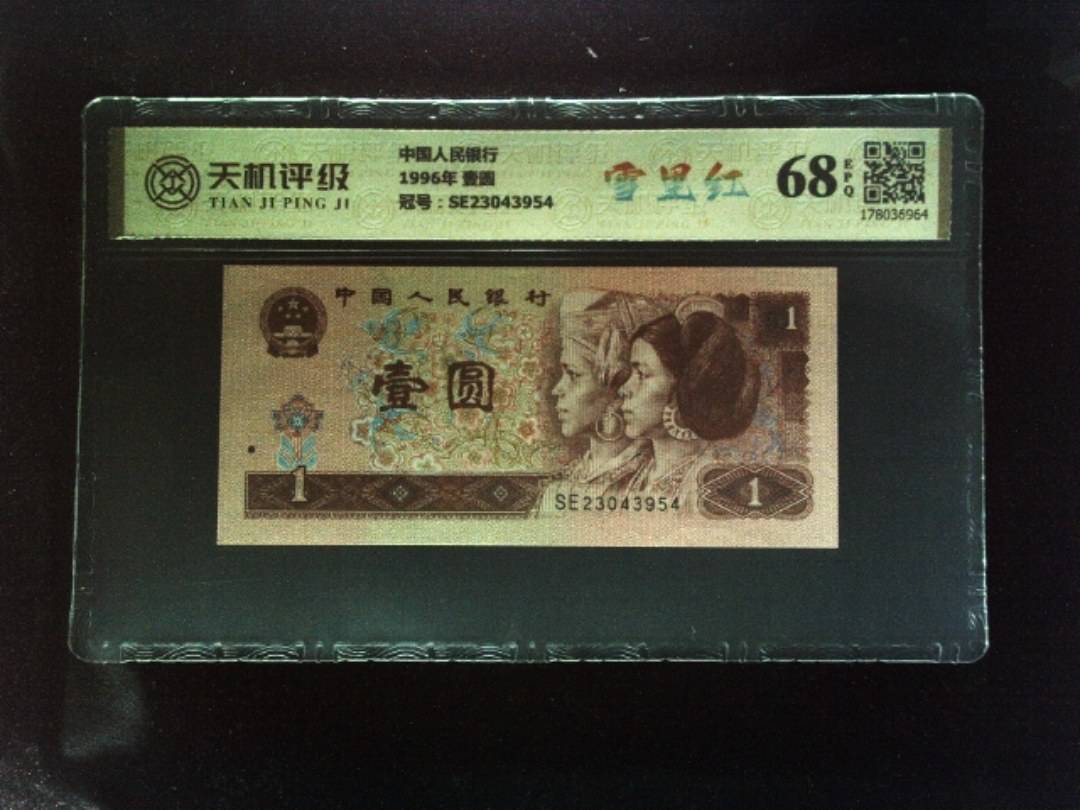 天机评级
TIAN JI PING JI
中国人民银行
1996年 壹圆
冠号：SE23043954
雪里红
68
EPQ
178036964
中国人民银行
1
壹圆
1
SE23043954
1